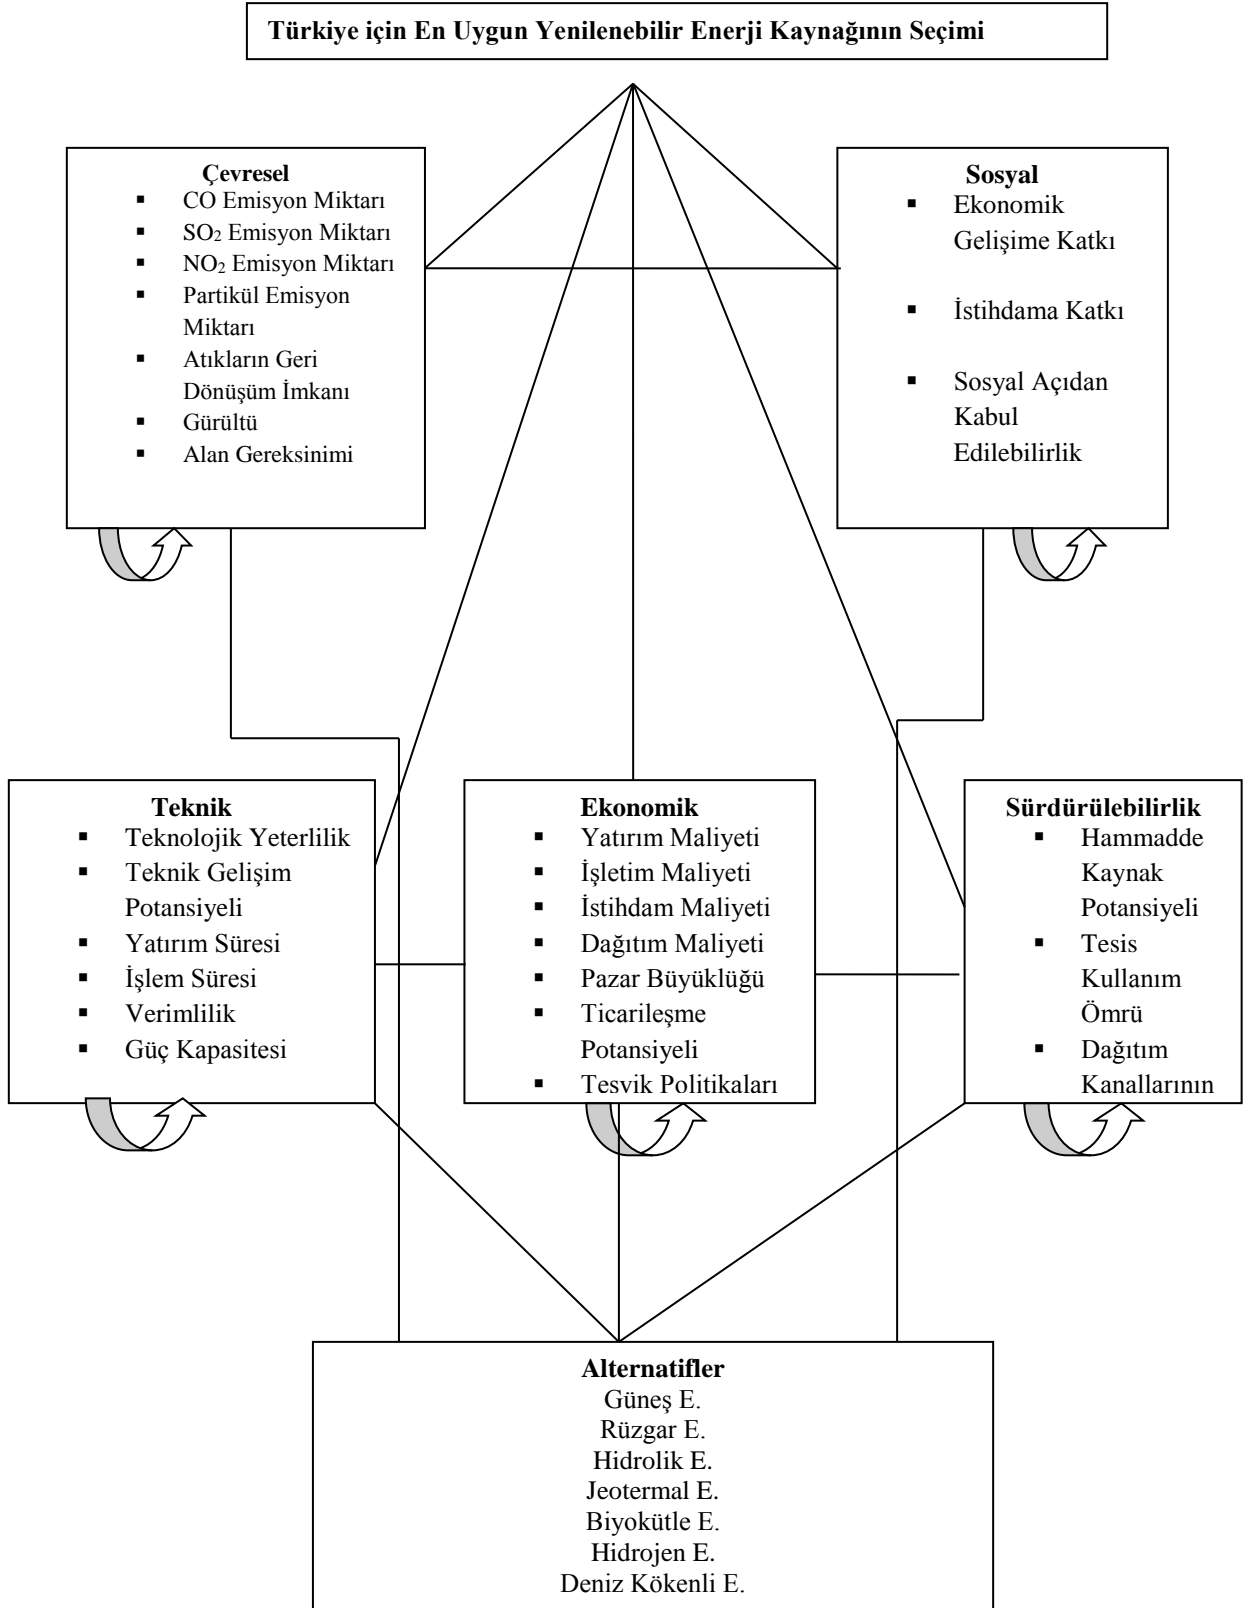 Türkiye için En Uygun Yenilenebilir Enerji Kaynağının Seçimi
Çevresel
▪ CO Emisyon Miktarı
▪ SO₂ Emisyon Miktarı
▪ NO₂ Emisyon Miktarı
▪ Partikül Emisyon
Miktarı
▪ Atıkların Geri
Dönüşüm İmkanı
▪ Gürültü
▪ Alan Gereksinimi
Sosyal
▪ Ekonomik
Gelişime Katkı
▪ İstihdama Katkı
▪ Sosyal Açıdan
Kabul
Edilebilirlik
Teknik
▪ Teknolojik Yeterlilik
▪ Teknik Gelişim
Potansiyeli
▪ Yatırım Süresi
▪ İşlem Süresi
▪ Verimlilik
▪ Güç Kapasitesi
Ekonomik
▪ Yatırım Maliyeti
▪ İşletim Maliyeti
▪ İstihdam Maliyeti
▪ Dağıtım Maliyeti
▪ Pazar Büyüklüğü
▪ Ticarileşme
Potansiyeli
▪ Tesvik Politikaları
Sürdürülebilirlik
▪ Hammadde
Kaynak
Potansiyeli
▪ Tesis
Kullanım
Ömrü
▪ Dağıtım
Kanallarının
Alternatifler
Güneş E.
Rüzgar E.
Hidrolik E.
Jeotermal E.
Biyokütle E.
Hidrojen E.
Deniz Kökenli E.